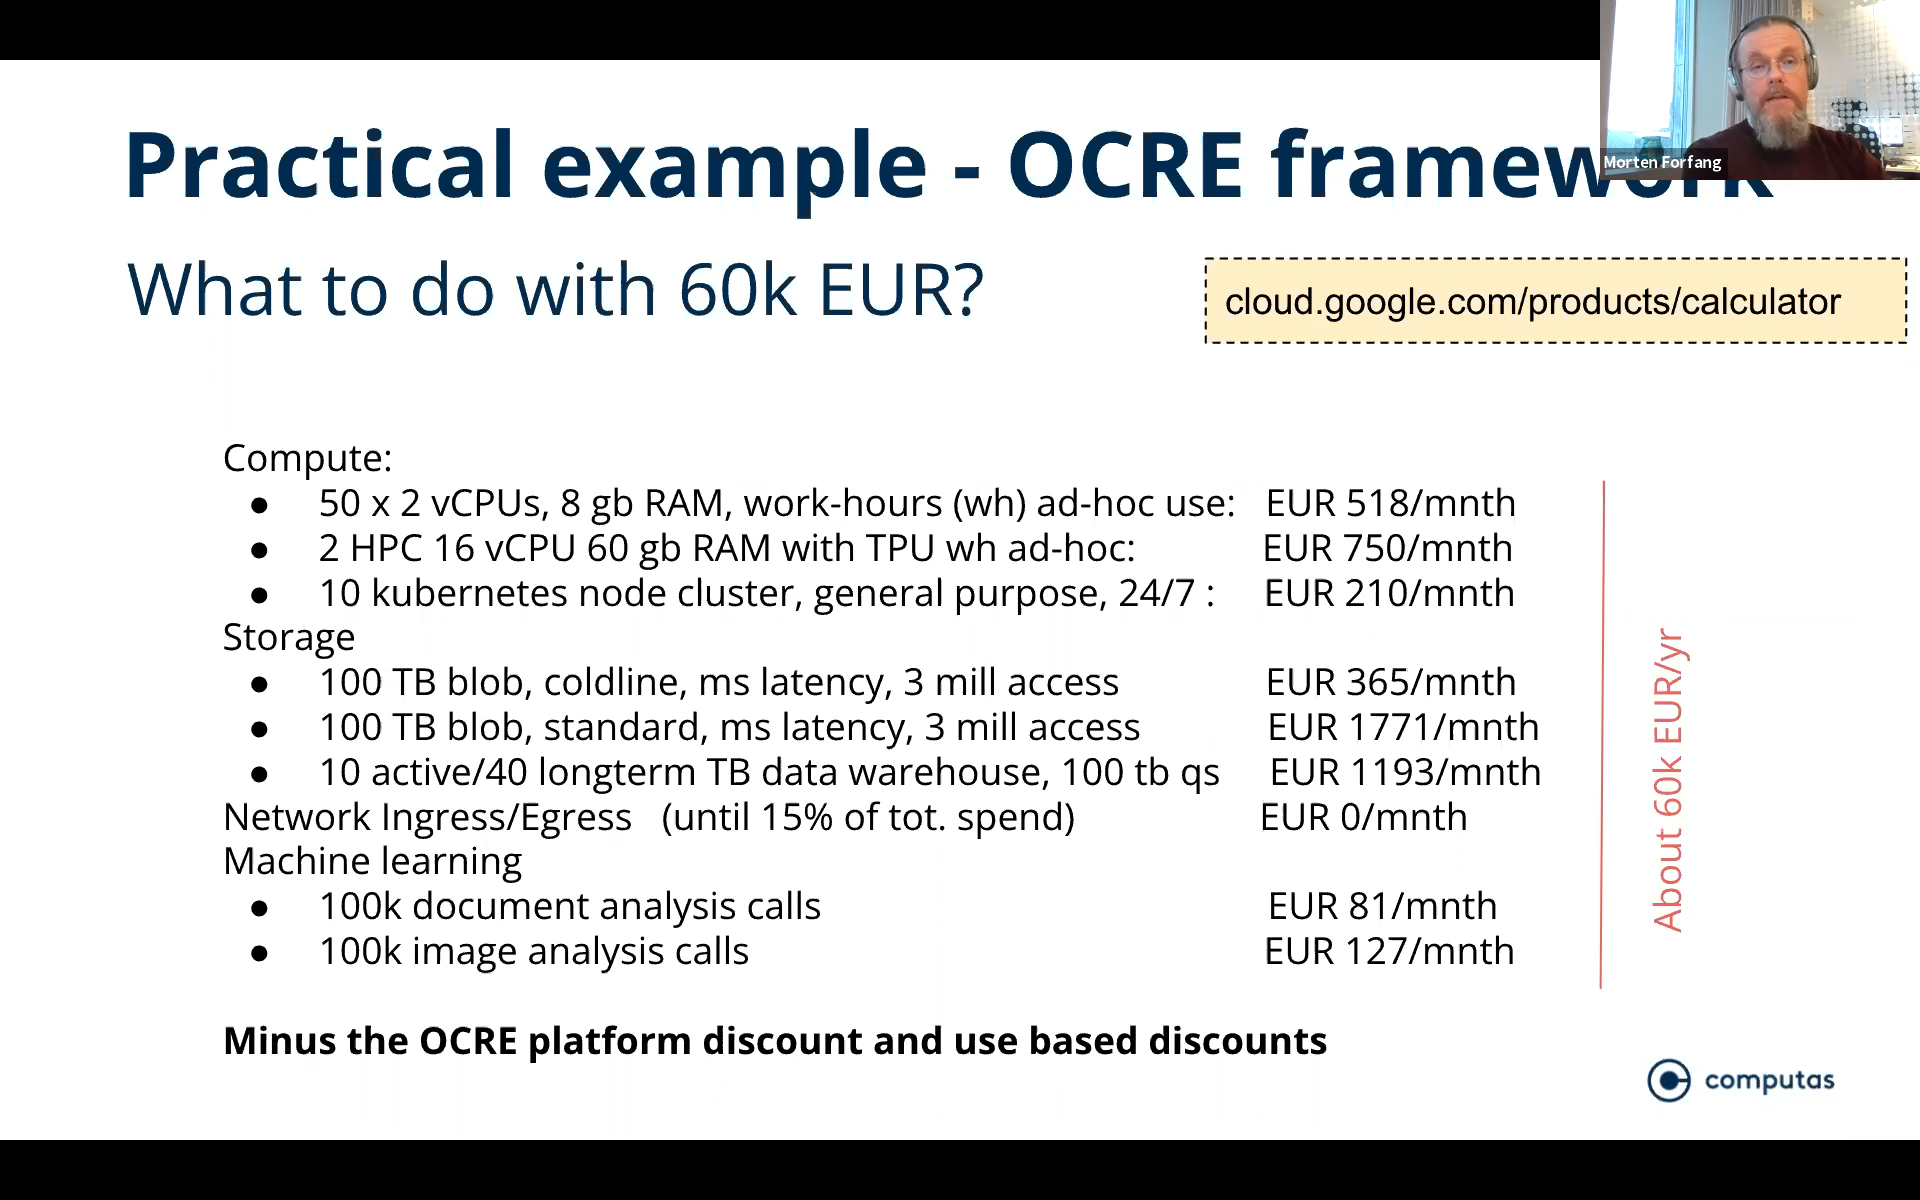 Practical example - OCRE framework
Morten Forfang
What to do with 60k EUR?
cloud.google.com/products/calculator
Compute:
● 50 x 2 vCPUs, 8 gb RAM, work-hours (wh) ad-hoc use: EUR 518/mnth
● 2 HPC 16 vCPU 60 gb RAM with TPU wh ad-hoc: EUR 750/mnth
● 10 kubernetes node cluster, general purpose, 24/7 : EUR 210/mnth
Storage
● 100 TB blob, coldline, ms latency, 3 mill access EUR 365/mnth
● 100 TB blob, standard, ms latency, 3 mill access EUR 1771/mnth
● 10 active/40 longterm TB data warehouse, 100 tb qs EUR 1193/mnth
Network Ingress/Egress (until 15% of tot. spend) EUR 0/mnth
Machine learning
● 100k document analysis calls EUR 81/mnth
● 100k image analysis calls EUR 127/mnth
About 60k EUR/yr
Minus the OCRE platform discount and use based discounts
computas